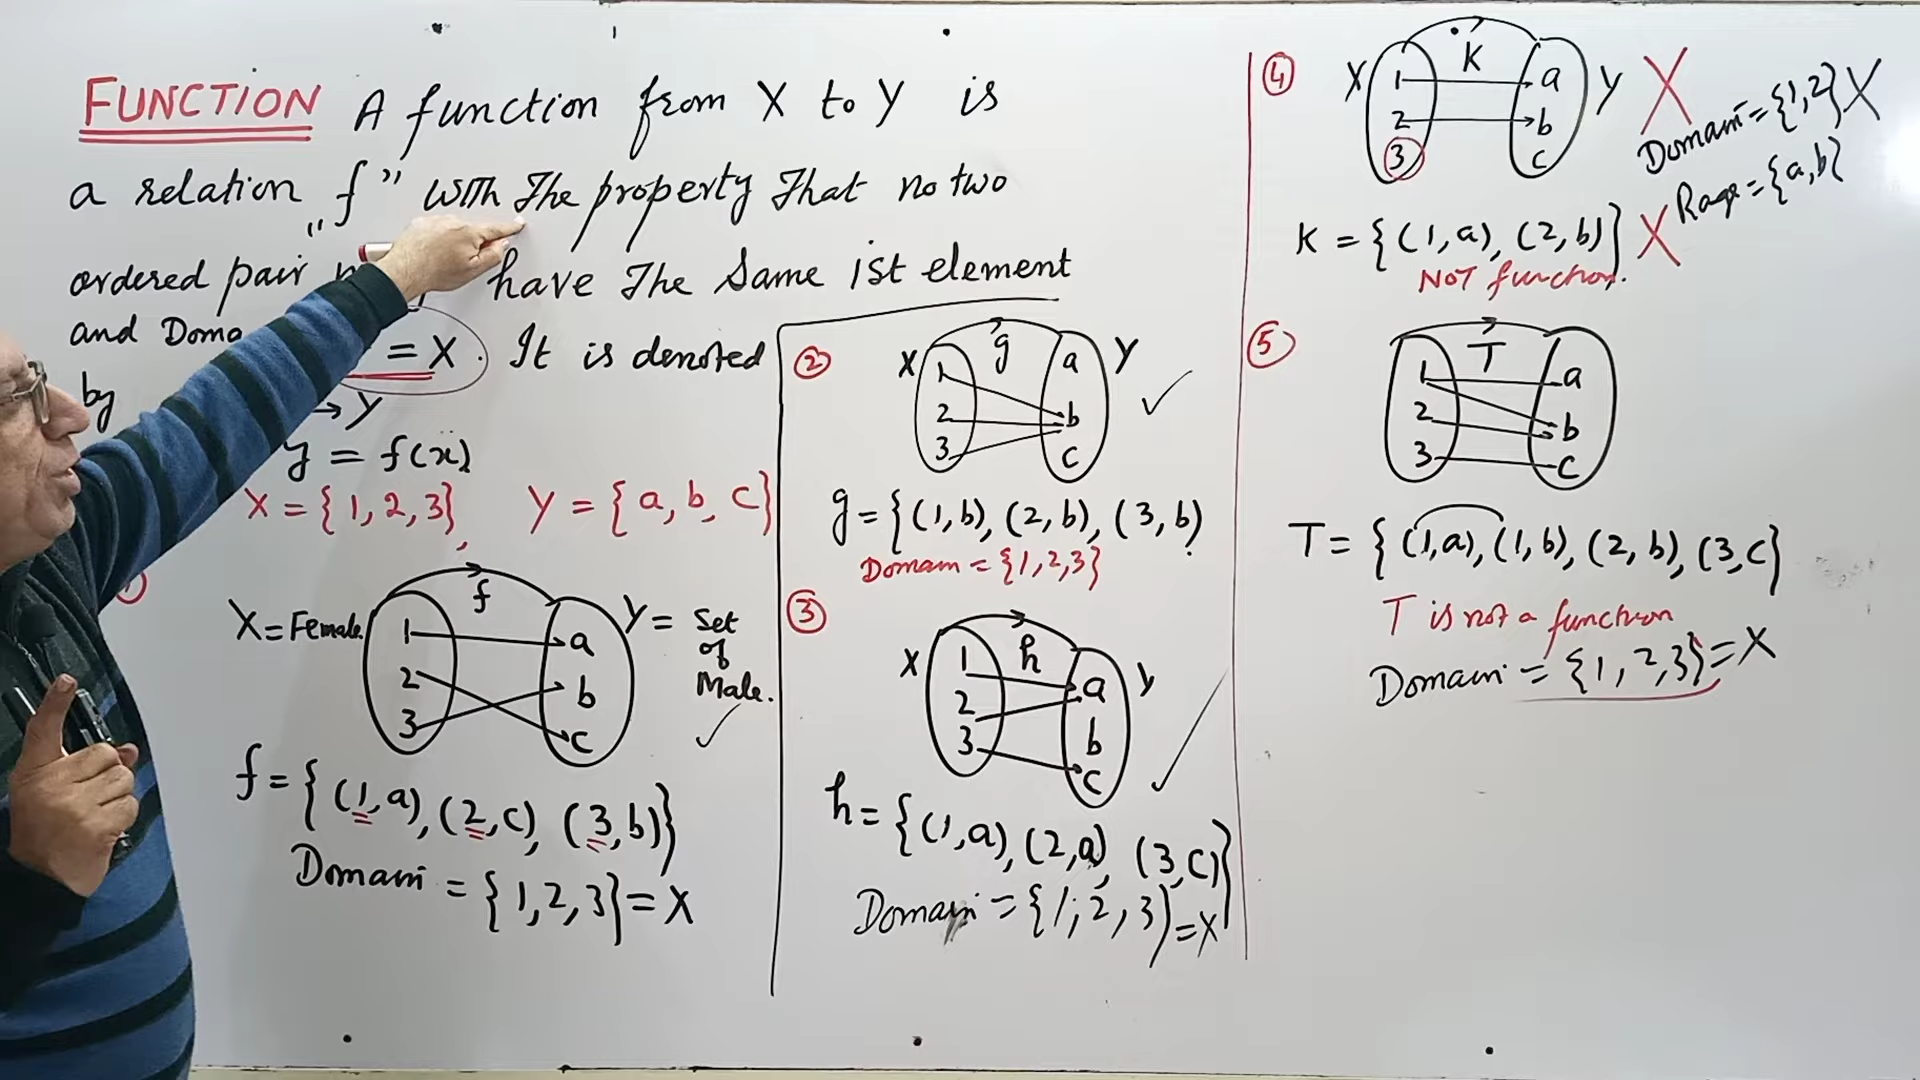 FUNCTION A function from X to Y is
a relation "f" with the property that no two
ordered pair have the same 1st element
and = X . It is denoted
by → Y
y = f(x)
X = {1, 2, 3}, Y = {a, b, c}
X = Female. f Y = Set of Male.
1 a
2 b
3 c
f = {(1,a), (2,c), (3,b)}
Domain = {1,2,3} = X
②
X g Y
1 a
2 b
3 c
g = {(1,b), (2,b), (3,b)
Domain = {1,2,3}
③
X h Y
1 a
2 b
3 c
h = {(1,a), (2,a), (3,c)}
Domain = {1,2,3) = X
④
X K Y X
1 a
2 b
3 c
Domain = {1,2} X
Rage = {a,b}
K = {(1,a), (2,b)} X
NOT function.
⑤
T
1 a
2 b
3 c
T = {(1,a), (1,b), (2,b), (3,c}
T is not a function
Domain = {1,2,3} = X